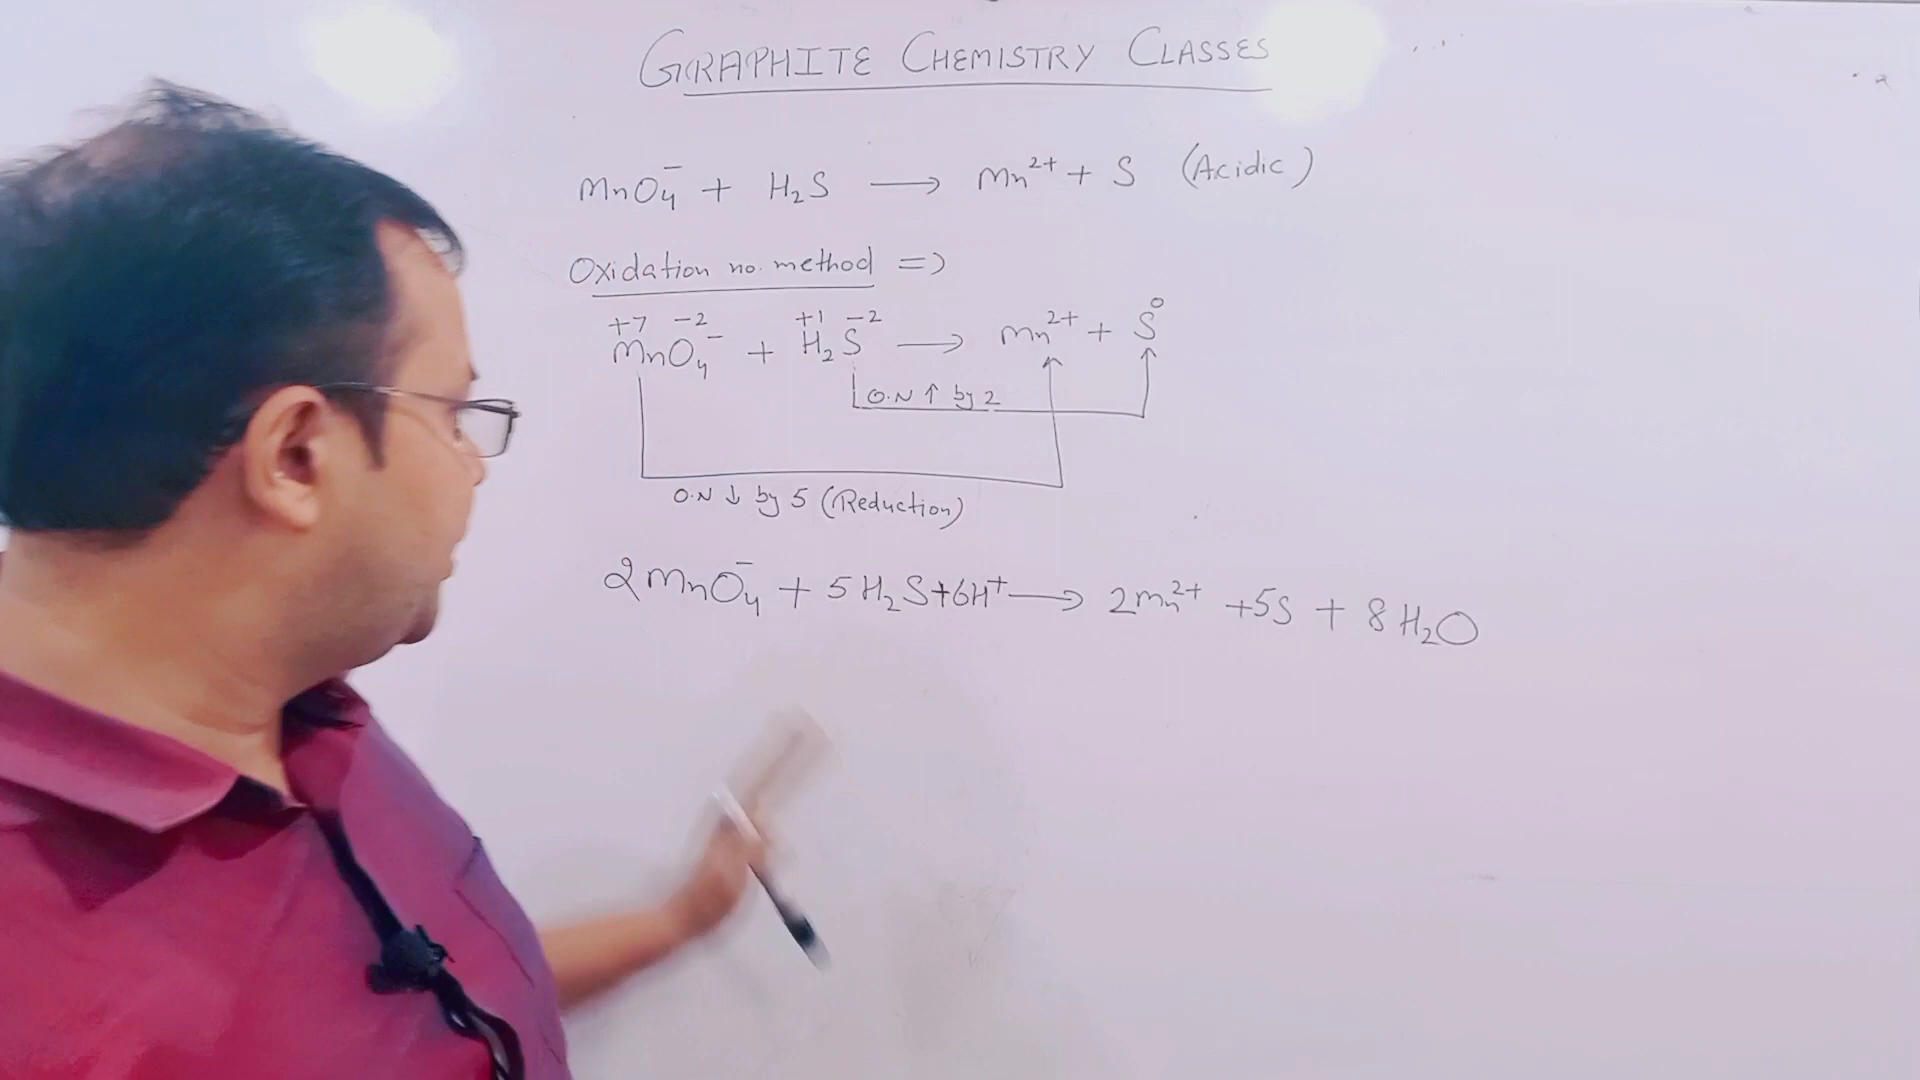 GRAPHITE CHEMISTRY CLASSES
MnO₄⁻ + H₂S ⟶ Mn²⁺ + S (Acidic)
Oxidation no. method =>
+7 -2 +1 -2 0
MnO₄⁻ + H₂S ⟶ Mn²⁺ + S
O.N ↑ by 2
O.N ↓ by 5 (Reduction)
2MnO₄⁻ + 5H₂S + 6H⁺ ⟶ 2Mn²⁺ + 5S + 8H₂O